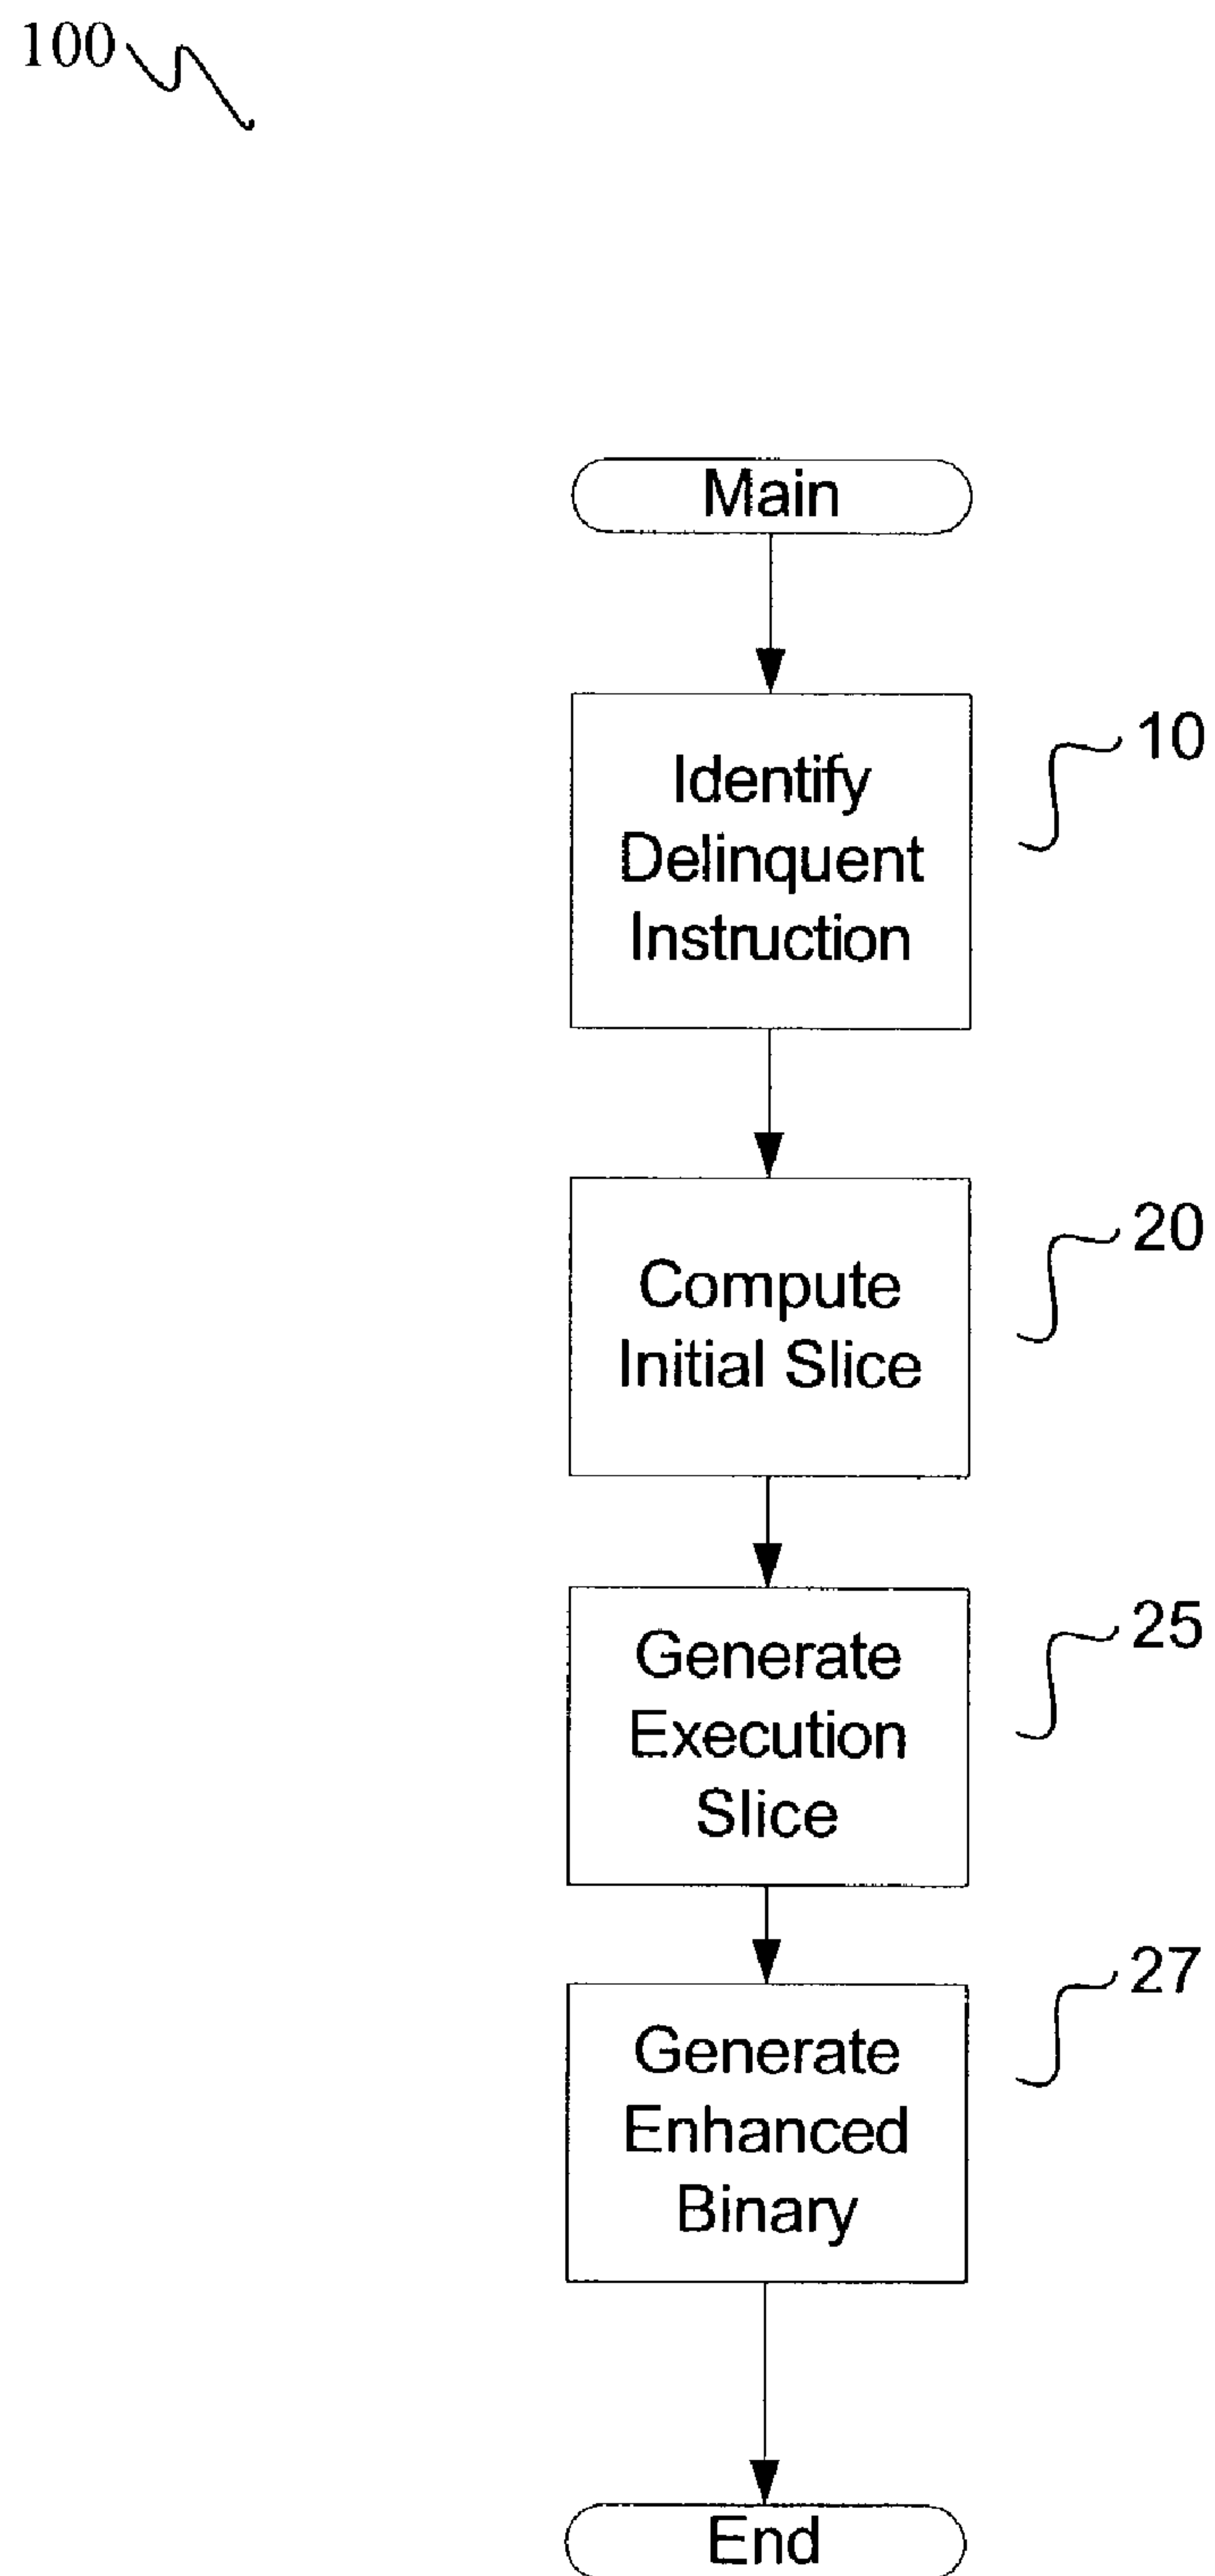 100
Main
Identify
Delinquent
Instruction
10
Compute
Initial Slice
20
Generate
Execution
Slice
25
Generate
Enhanced
Binary
27
End